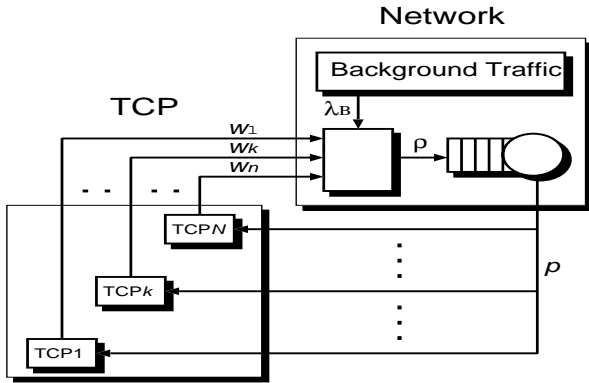 Network
Background Traffic
TCP
λB
w1
wk
wn
ρ
- - - -
TCPN
p
TCPk
TCP1